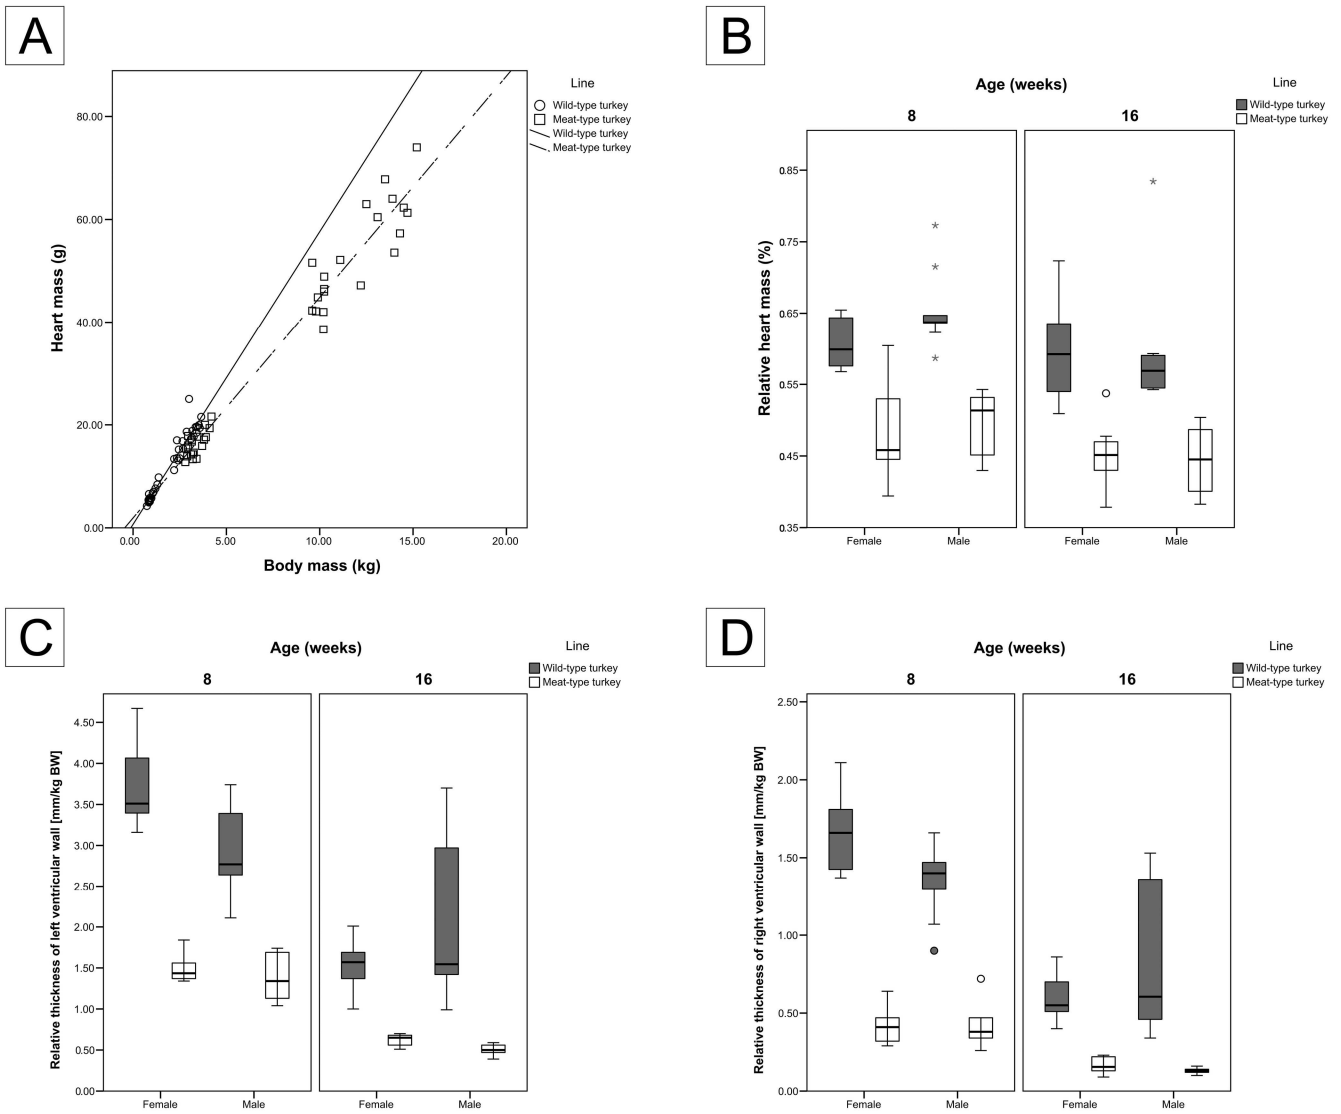 A
Line
Wild-type turkey
Meat-type turkey
Wild-type turkey
Meat-type turkey
Heart mass (g)
80.00
60.00
40.00
20.00
0.00
0.00 5.00 10.00 15.00 20.00
Body mass (kg)
B
Age (weeks)
8 16
Line
Wild-type turkey
Meat-type turkey
Relative heart mass (%)
0.85
0.75
0.65
0.55
0.45
0.35
Female Male Female Male
C
Age (weeks)
8 16
Line
Wild-type turkey
Meat-type turkey
Relative thickness of left ventricular wall [mm/kg BW]
4.50
4.00
3.50
3.00
2.50
2.00
1.50
1.00
0.50
0.00
Female Male Female Male
D
Age (weeks)
8 16
Line
Wild-type turkey
Meat-type turkey
Relative thickness of right ventricular wall [mm/kg BW]
2.50
2.00
1.50
1.00
0.50
0.00
Female Male Female Male